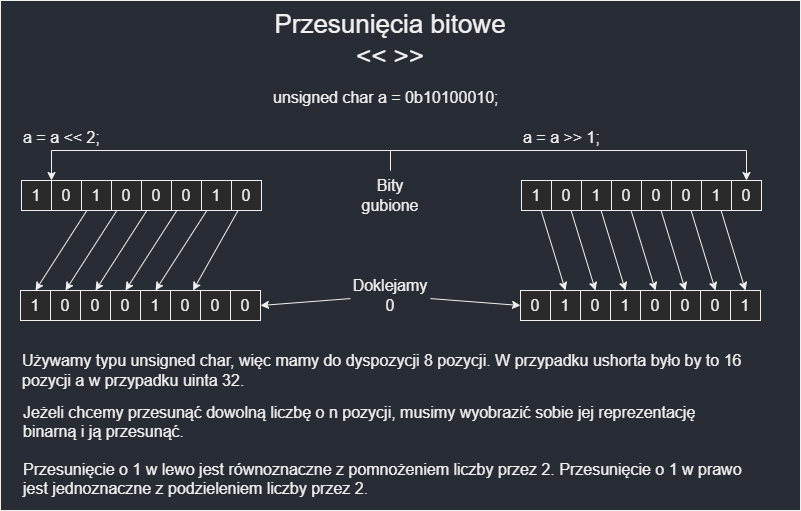 Przesunięcia bitowe
<< >>
unsigned char a = 0b10100010;
a = a << 2;
a = a >> 1;
1 0 1 0 0 0 1 0
Bity
gubione
1 0 1 0 0 0 1 0
1 0 0 0 1 0 0 0
Doklejamy
0
0 1 0 1 0 0 0 1
Używamy typu unsigned char, więc mamy do dyspozycji 8 pozycji. W przypadku ushorta było by to 16
pozycji a w przypadku uinta 32.
Jeżeli chcemy przesunąć dowolną liczbę o n pozycji, musimy wyobrazić sobie jej reprezentację
binarną i ją przesunąć.
Przesunięcie o 1 w lewo jest równoznaczne z pomnożeniem liczby przez 2. Przesunięcie o 1 w prawo
jest jednoznaczne z podzieleniem liczby przez 2.